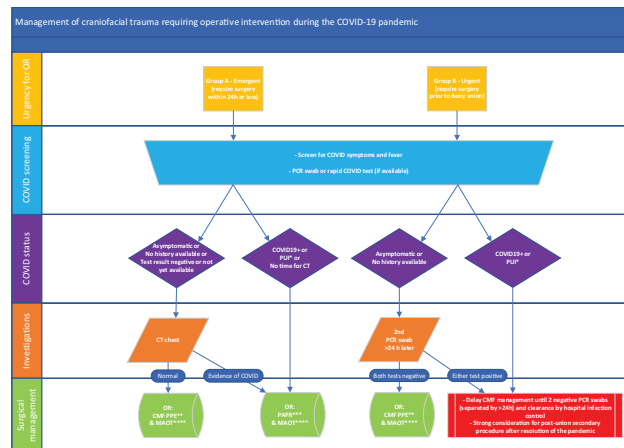 Management of craniofacial trauma requiring operative intervention during the COVID-19 pandemic
Urgency for OR
Group A - Emergent
(require surgery
within 24h or less)
Group B - Urgent
(require surgery
prior to bony union)
COVID screening
- Screen for COVID symptoms and fever
- PCR swab or rapid COVID test (if available)
COVID status
Asymptomatic or
No history available or
Test result negative or not
yet available
COVID19+ or
PUI* or
No time for CT
Asymptomatic or
No history available
COVID19+ or
PUI*
Investigations
CT chest
2nd
PCR swab
>24 h later
Normal
Evidence of COVID
Both tests negative
Either test positive
Surgical
management
OR:
CMF PPE**
& MAOT****
OR:
PAPR***
& MAOT****
OR:
CMF PPE**
& MAOT****
- Delay CMF management until 2 negative PCR swabs
(separated by >24h) and clearance by hospital infection
control
- Strong consideration for post-union secondary
procedure after resolution of the pandemic